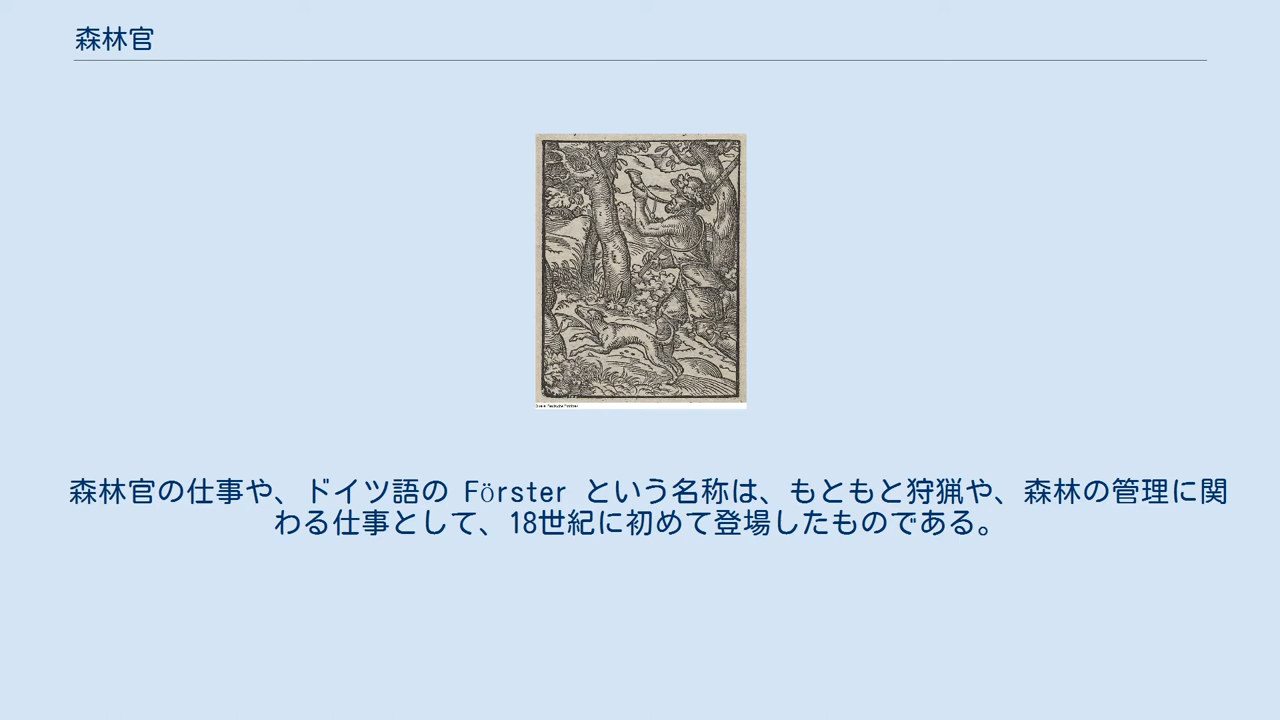 森林官
森林官の仕事や、ドイツ語の Förster という名称は、もともと狩猟や、森林の管理に関
わる仕事として、18世紀に初めて登場したものである。